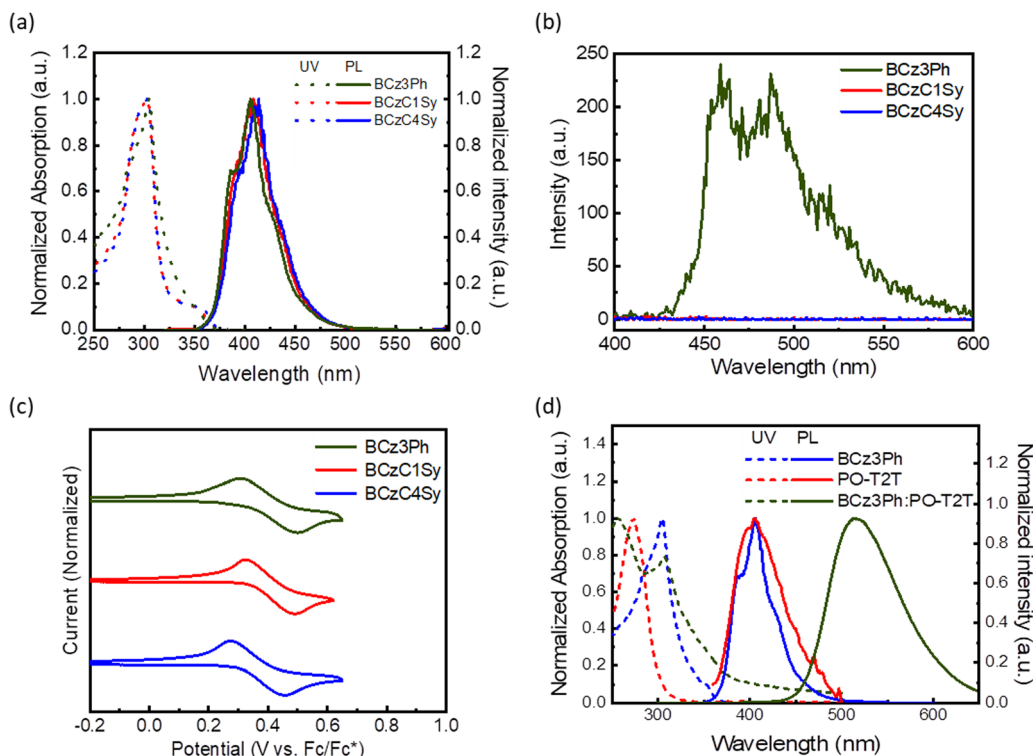 (a)
1.2
1.0
0.8
0.6
0.4
0.2
0.0
Normalized Absorption (a.u.)
250 300 350 400 450 500 550 600
Wavelength (nm)
1.2
1.0
0.8
0.6
0.4
0.2
0.0
Normalized intensity (a.u.)
UV PL
BCz3Ph
BCzC1Sy
BCzC4Sy
(b)
250
200
150
100
50
0
Intensity (a.u.)
400 450 500 550 600
Wavelength (nm)
BCz3Ph
BCzC1Sy
BCzC4Sy
(c)
Current (Normalized)
BCz3Ph
BCzC1Sy
BCzC4Sy
-0.2 0.0 0.2 0.4 0.6 0.8 1.0
Potential (V vs. Fc/Fc*)
(d)
1.4
1.2
1.0
0.8
0.6
0.4
0.2
0.0
Normalized Absorption (a.u.)
UV PL
BCz3Ph
PO-T2T
BCz3Ph:PO-T2T
300 400 500 600
Wavelength (nm)
1.2
1.0
0.8
0.6
0.4
0.2
0.0
Normalized intensity (a.u.)